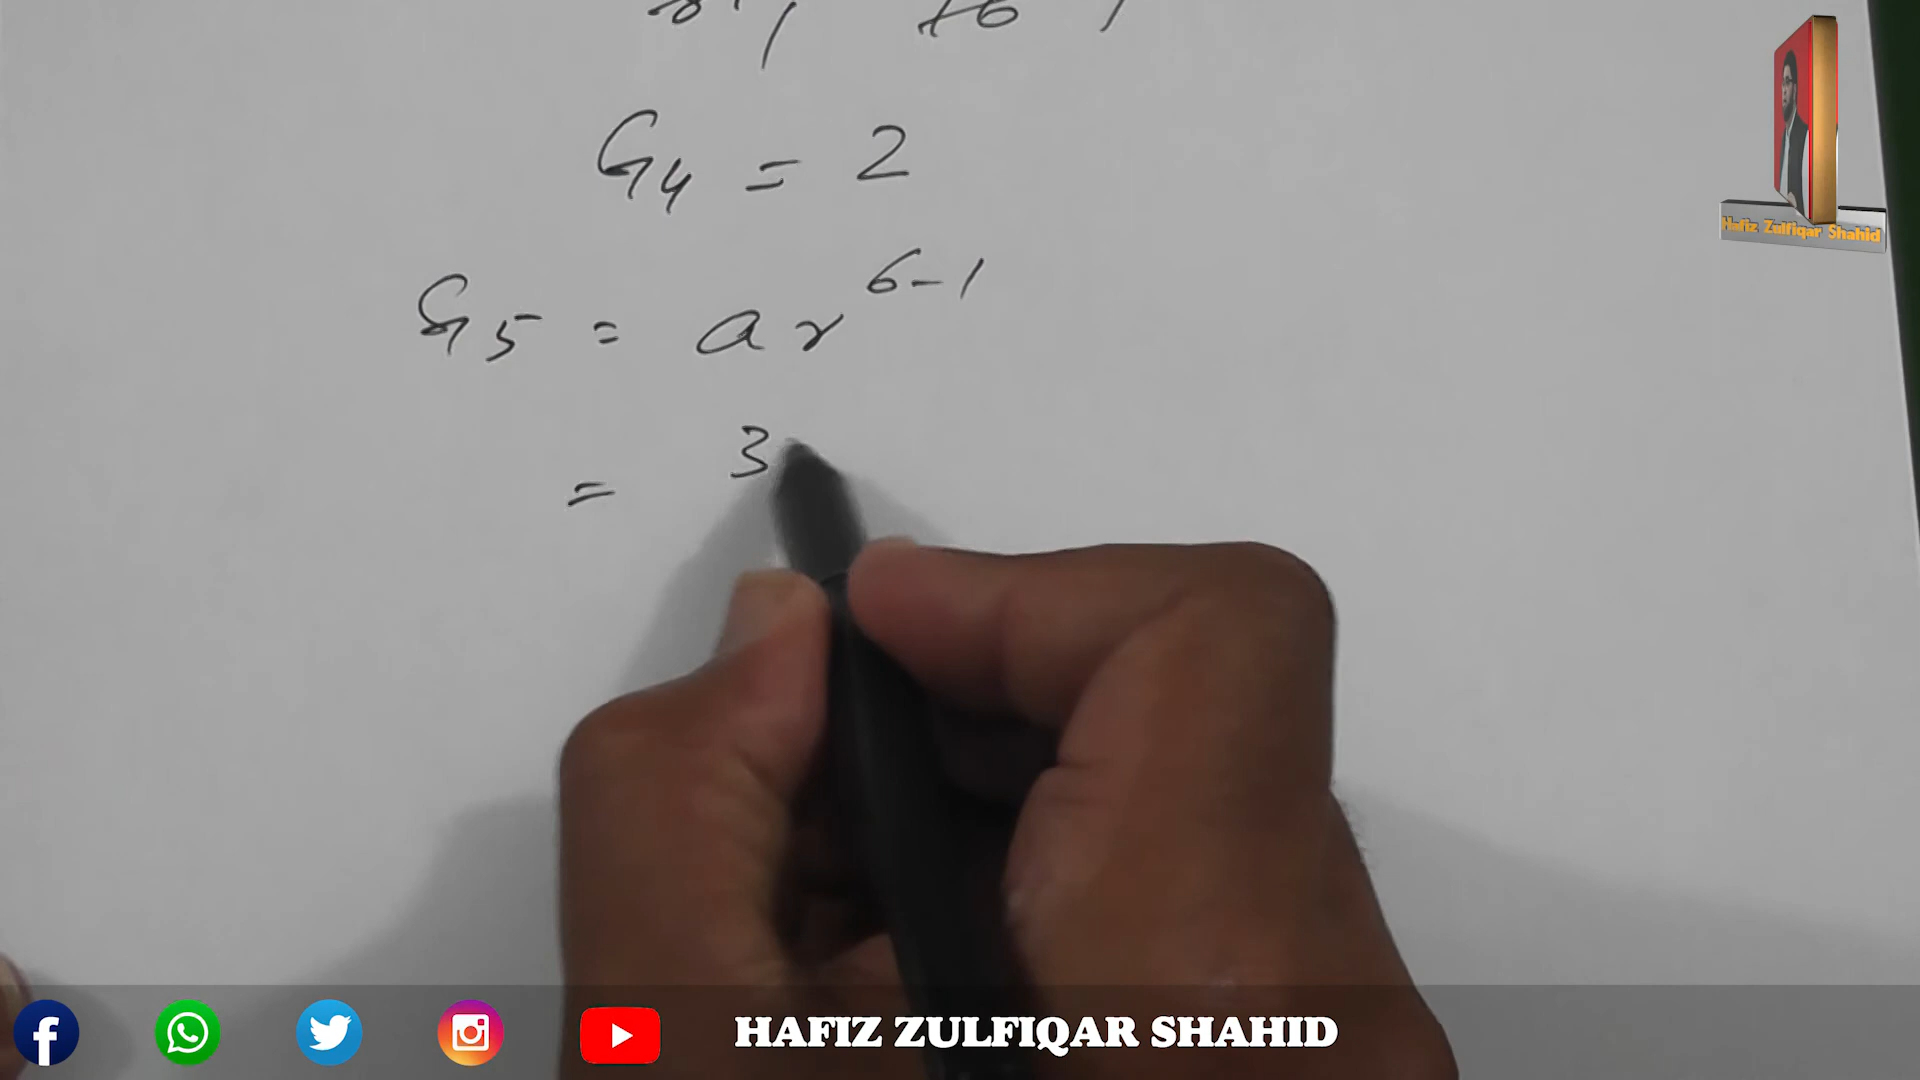 G₄ = 2
G₅ = ar⁶⁻¹
= 3
Hafiz Zulfiqar Shahid
HAFIZ ZULFIQAR SHAHID